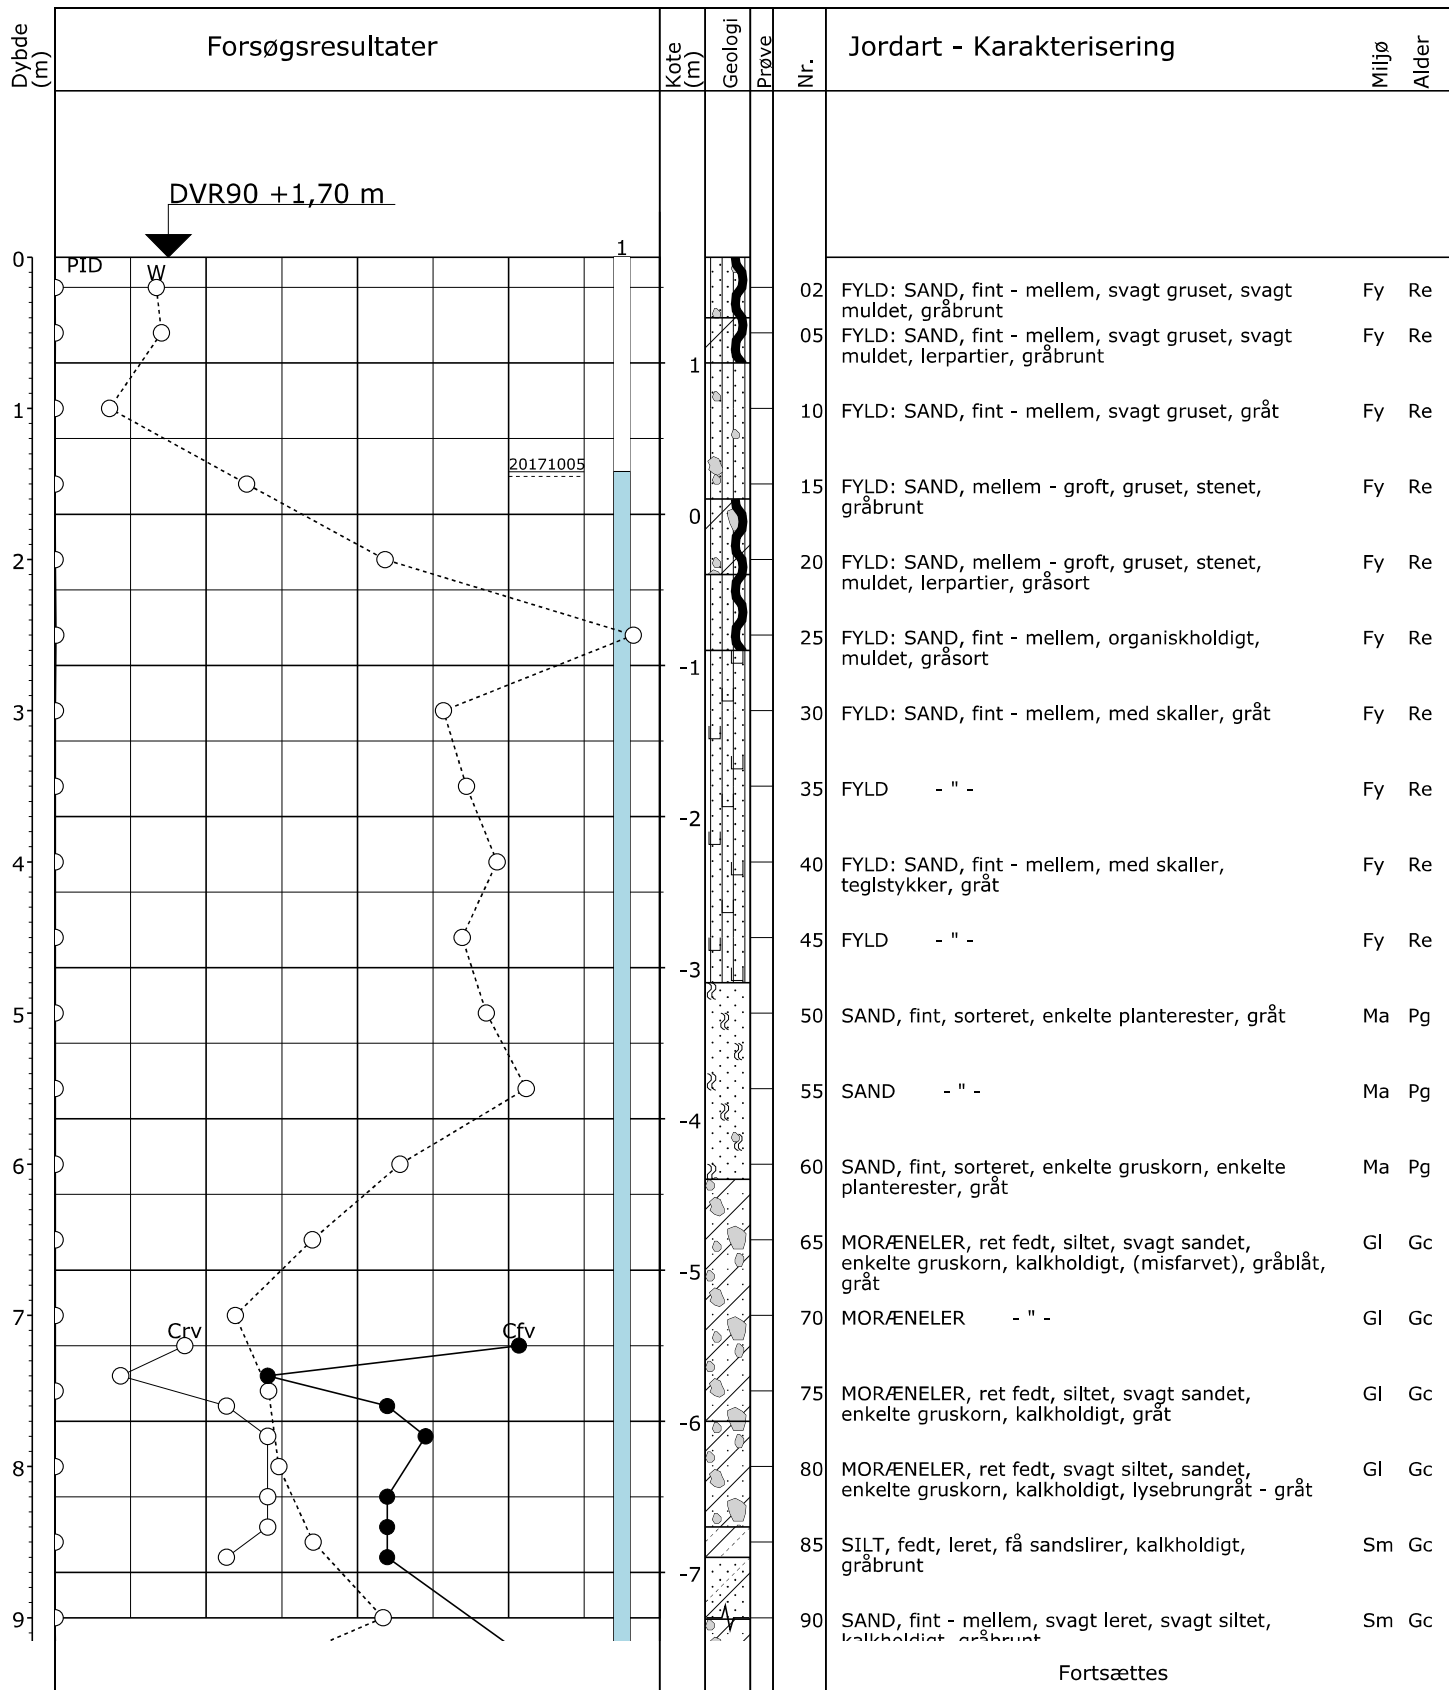 Dybde (m)
Forsøgsresultater
Kote (m)
Geologi
Prøve
Nr.
Jordart - Karakterisering
Miljø
Alder
DVR90 +1,70 m
0
PID
W
1
02 FYLD: SAND, fint - mellem, svagt gruset, svagt Fy Re
muldet, gråbrunt
05 FYLD: SAND, fint - mellem, svagt gruset, svagt Fy Re
muldet, lerpartier, gråbrunt
1
1
10 FYLD: SAND, fint - mellem, svagt gruset, gråt Fy Re
20171005
15 FYLD: SAND, mellem - groft, gruset, stenet, Fy Re
gråbrunt
0
2
20 FYLD: SAND, mellem - groft, gruset, stenet, Fy Re
muldet, lerpartier, gråsort
25 FYLD: SAND, fint - mellem, organiskholdigt, Fy Re
muldet, gråsort
-1
3
30 FYLD: SAND, fint - mellem, med skaller, gråt Fy Re
35 FYLD - " - Fy Re
-2
4
40 FYLD: SAND, fint - mellem, med skaller, Fy Re
teglstykker, gråt
45 FYLD - " - Fy Re
-3
5
50 SAND, fint, sorteret, enkelte planterester, gråt Ma Pg
55 SAND - " - Ma Pg
-4
6
60 SAND, fint, sorteret, enkelte gruskorn, enkelte Ma Pg
planterester, gråt
65 MORÆNELER, ret fedt, siltet, svagt sandet, Gl Gc
enkelte gruskorn, kalkholdigt, (misfarvet), gråblåt,
gråt
-5
7
70 MORÆNELER - " - Gl Gc
Crv
Cfv
75 MORÆNELER, ret fedt, siltet, svagt sandet, Gl Gc
enkelte gruskorn, kalkholdigt, gråt
-6
8
80 MORÆNELER, ret fedt, svagt siltet, sandet, Gl Gc
enkelte gruskorn, kalkholdigt, lysebrungråt - gråt
85 SILT, fedt, leret, få sandslirer, kalkholdigt, Sm Gc
gråbrunt
-7
9
90 SAND, fint - mellem, svagt leret, svagt siltet, Sm Gc
kalkholdigt, gråbrunt
Fortsættes